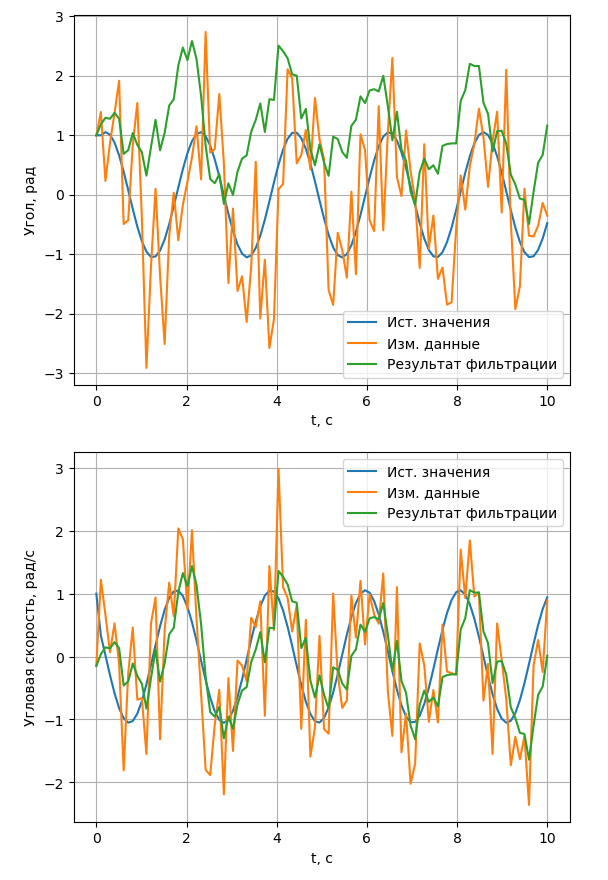 3
2
1
0
−1
−2
−3
Угол, рад
Ист. значения
Изм. данные
Результат фильтрации
0 2 4 6 8 10
t, с
3
2
1
0
−1
−2
Угловая скорость, рад/с
Ист. значения
Изм. данные
Результат фильтрации
0 2 4 6 8 10
t, с